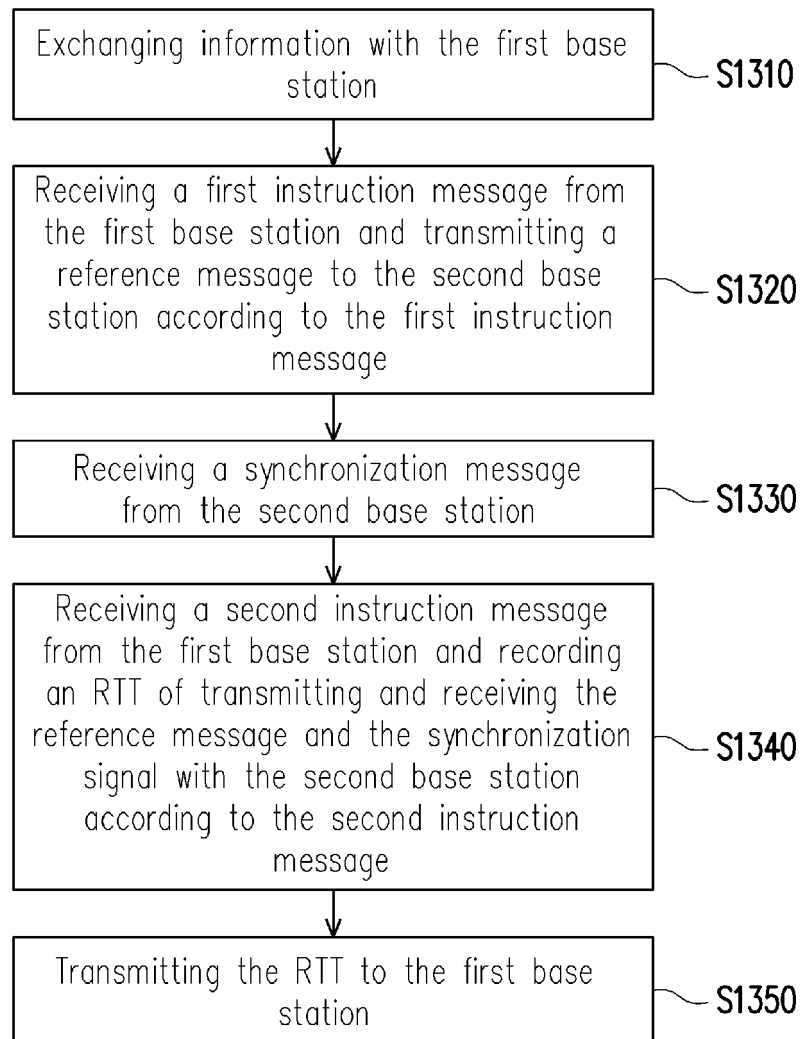 Exchanging information with the first base
station
S1310
Receiving a first instruction message from
the first base station and transmitting a
reference message to the second base
station according to the first instruction
message
S1320
Receiving a synchronization message
from the second base station
S1330
Receiving a second instruction message
from the first base station and recording
an RTT of transmitting and receiving the
reference message and the synchronization
signal with the second base station
according to the second instruction
message
S1340
Transmitting the RTT to the first base
station
S1350